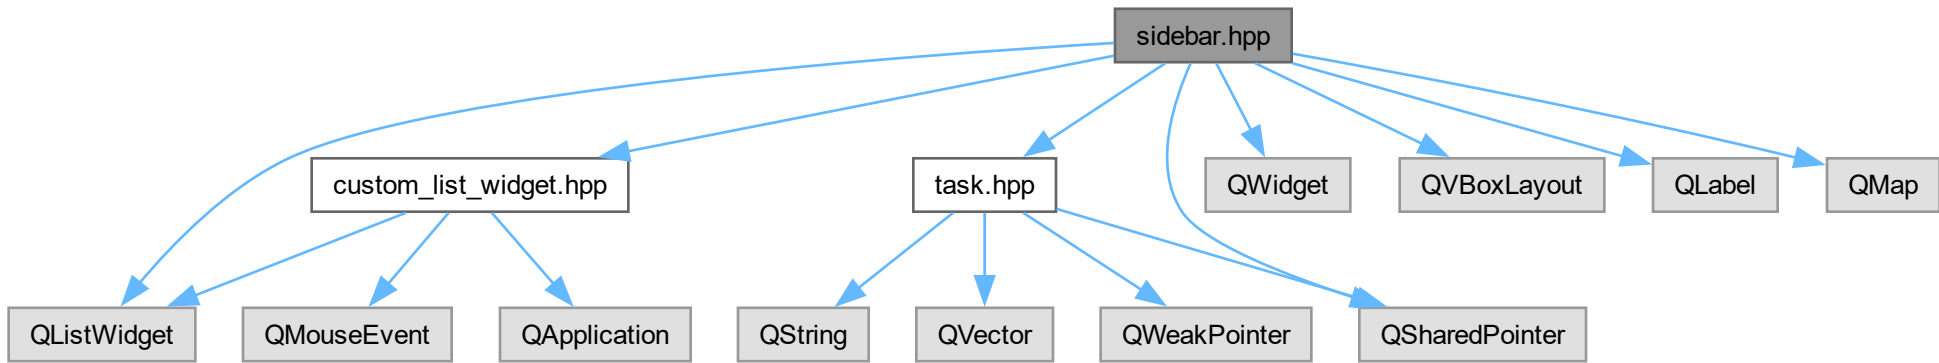 sidebar.hpp
custom_list_widget.hpp
task.hpp
QWidget
QVBoxLayout
QLabel
QMap
QListWidget
QMouseEvent
QApplication
QString
QVector
QWeakPointer
QSharedPointer